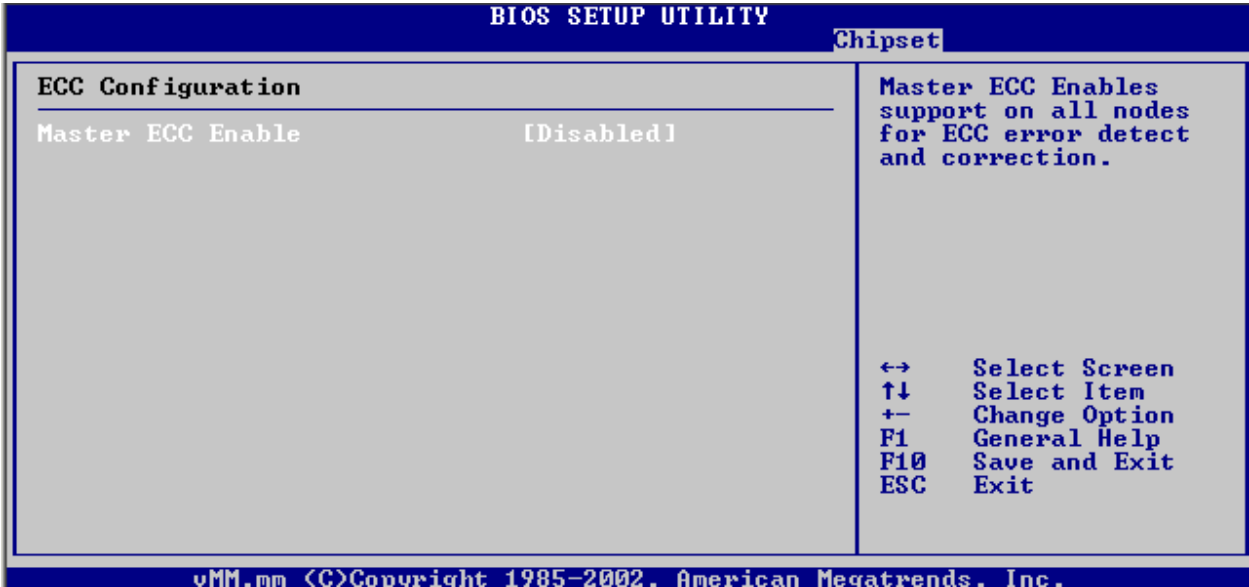 BIOS SETUP UTILITY
Chipset
ECC Configuration
Master ECC Enable [Disabled]
Master ECC Enables
support on all nodes
for ECC error detect
and correction.
←→ Select Screen
↑↓ Select Item
+- Change Option
F1 General Help
F10 Save and Exit
ESC Exit
vMM.mm (C)Copyright 1985-2002, American Megatrends, Inc.